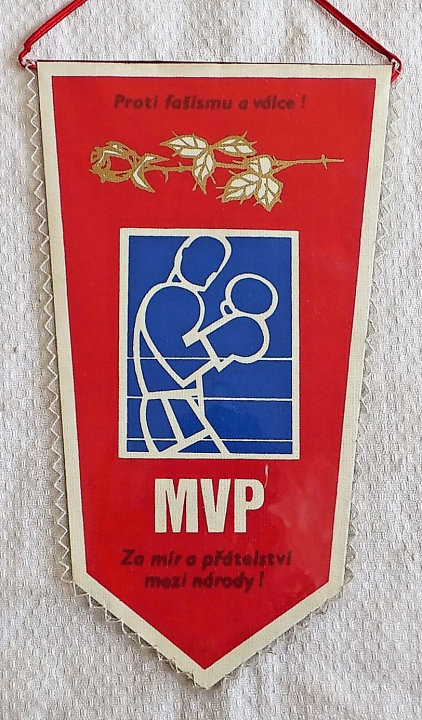 Proti fašismu a válce !
MVP
Za mír a přátelství
mezi národy !